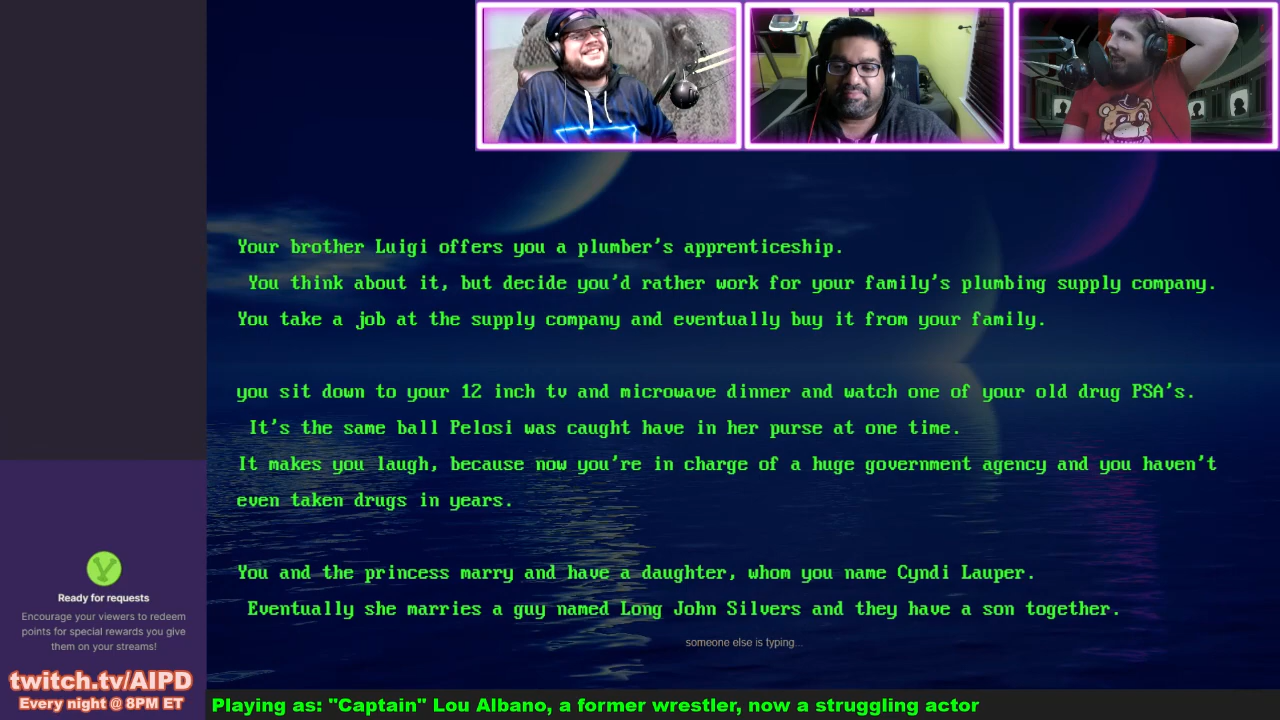 Your brother Luigi offers you a plumber's apprenticeship.
You think about it, but decide you'd rather work for your family's plumbing supply company.
You take a job at the supply company and eventually buy it from your family.
you sit down to your 12 inch tv and microwave dinner and watch one of your old drug PSA's.
It's the same ball Pelosi was caught have in her purse at one time.
It makes you laugh, because now you're in charge of a huge government agency and you haven't
even taken drugs in years.
You and the princess marry and have a daughter, whom you name Cyndi Lauper.
Eventually she marries a guy named Long John Silvers and they have a son together.
someone else is typing...
Ready for requests
Encourage your viewers to redeem
points for special rewards you give
them on your streams!
twitch.tv/AIPD
Every night @ 8PM ET
Playing as: "Captain" Lou Albano, a former wrestler, now a struggling actor